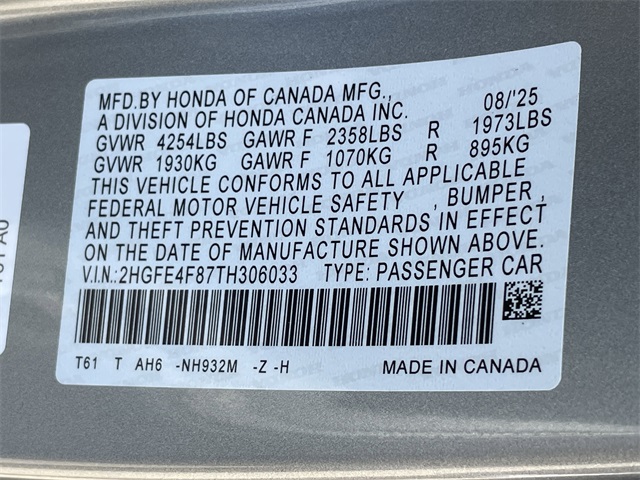 MFD.BY HONDA OF CANADA MFG.,
A DIVISION OF HONDA CANADA INC. 08/'25
GVWR 4254LBS GAWR F 2358LBS R 1973LBS
GVWR 1930KG GAWR F 1070KG R 895KG
THIS VEHICLE CONFORMS TO ALL APPLICABLE
FEDERAL MOTOR VEHICLE SAFETY , BUMPER ,
AND THEFT PREVENTION STANDARDS IN EFFECT
ON THE DATE OF MANUFACTURE SHOWN ABOVE.
V.I.N.:2HGFE4F87TH306033 TYPE: PASSENGER CAR
T61 T AH6 -NH932M -Z -H MADE IN CANADA